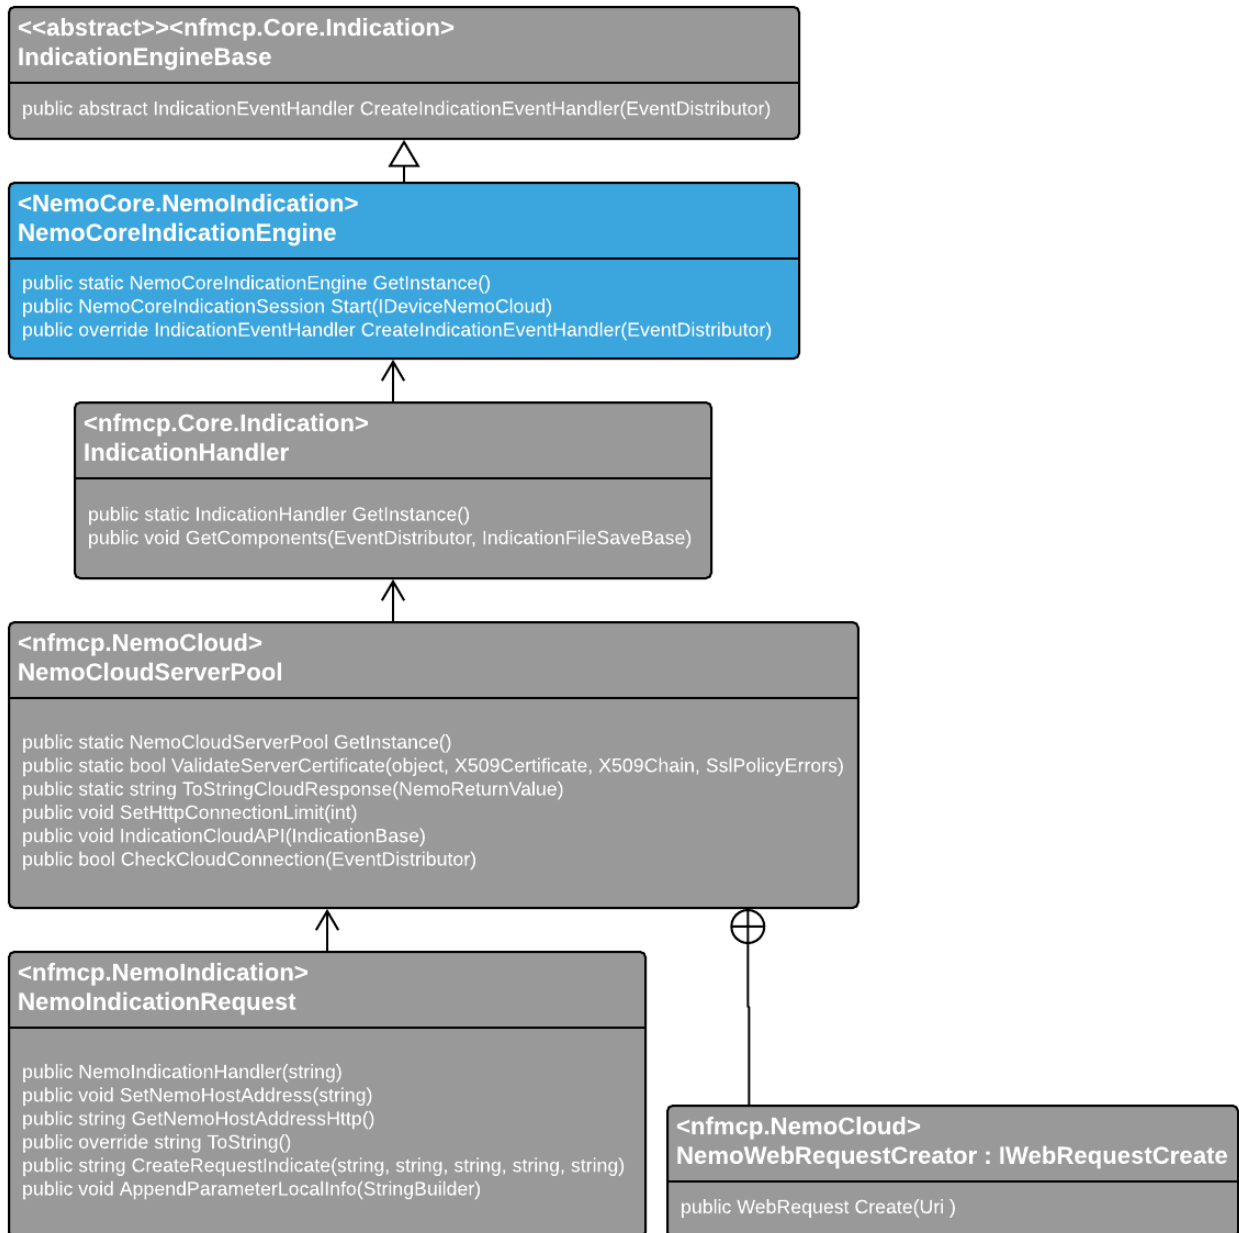 <<abstract>><nfmcp.Core.Indication>
IndicationEngineBase
public abstract IndicationEventHandler CreateIndicationEventHandler(EventDistributor)
<NemoCore.NemoIndication>
NemoCoreIndicationEngine
public static NemoCoreIndicationEngine GetInstance()
public NemoCoreIndicationSession Start(IDeviceNemoCloud)
public override IndicationEventHandler CreateIndicationEventHandler(EventDistributor)
<nfmcp.Core.Indication>
IndicationHandler
public static IndicationHandler GetInstance()
public void GetComponents(EventDistributor, IndicationFileSaveBase)
<nfmcp.NemoCloud>
NemoCloudServerPool
public static NemoCloudServerPool GetInstance()
public static bool ValidateServerCertificate(object, X509Certificate, X509Chain, SslPolicyErrors)
public static string ToStringCloudResponse(NemoReturnValue)
public void SetHttpConnectionLimit(int)
public void IndicationCloudAPI(IndicationBase)
public bool CheckCloudConnection(EventDistributor)
<nfmcp.NemoIndication>
NemoIndicationRequest
public NemoIndicationHandler(string)
public void SetNemoHostAddress(string)
public string GetNemoHostAddressHttp()
public override string ToString()
public string CreateRequestIndicate(string, string, string, string, string)
public void AppendParameterLocalInfo(StringBuilder)
<nfmcp.NemoCloud>
NemoWebRequestCreator : IWebRequestCreate
public WebRequest Create(Uri )